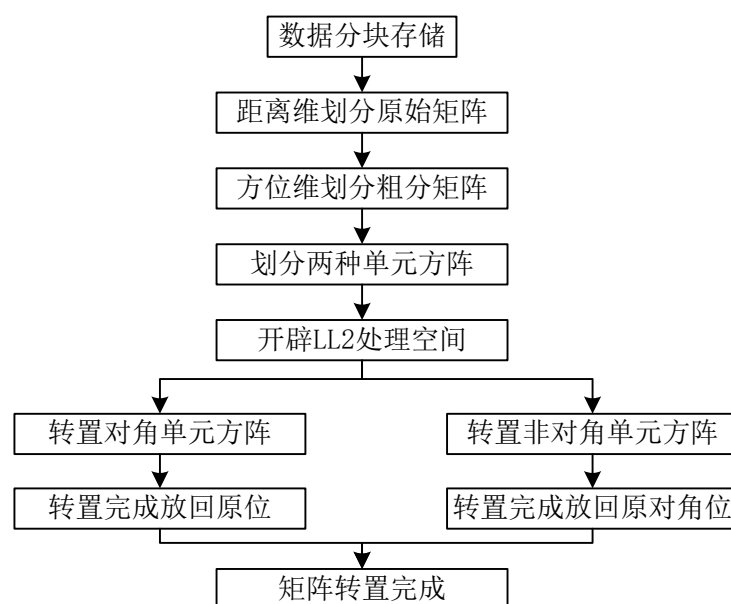 数据分块存储
距离维划分原始矩阵
方位维划分粗分矩阵
划分两种单元方阵
开辟LL2处理空间
转置对角单元方阵
转置非对角单元方阵
转置完成放回原位
转置完成放回原对角位
矩阵转置完成